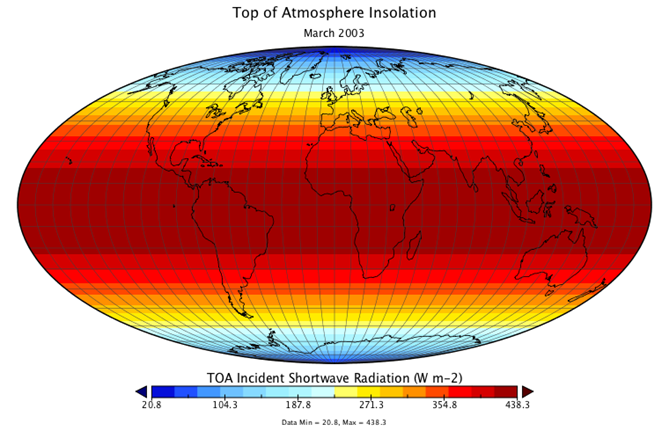 Top of Atmosphere Insolation
March 2003
TOA Incident Shortwave Radiation (W m−2)
20.8 104.3 187.8 271.3 354.8 438.3
Data Min = 20.8, Max = 438.3